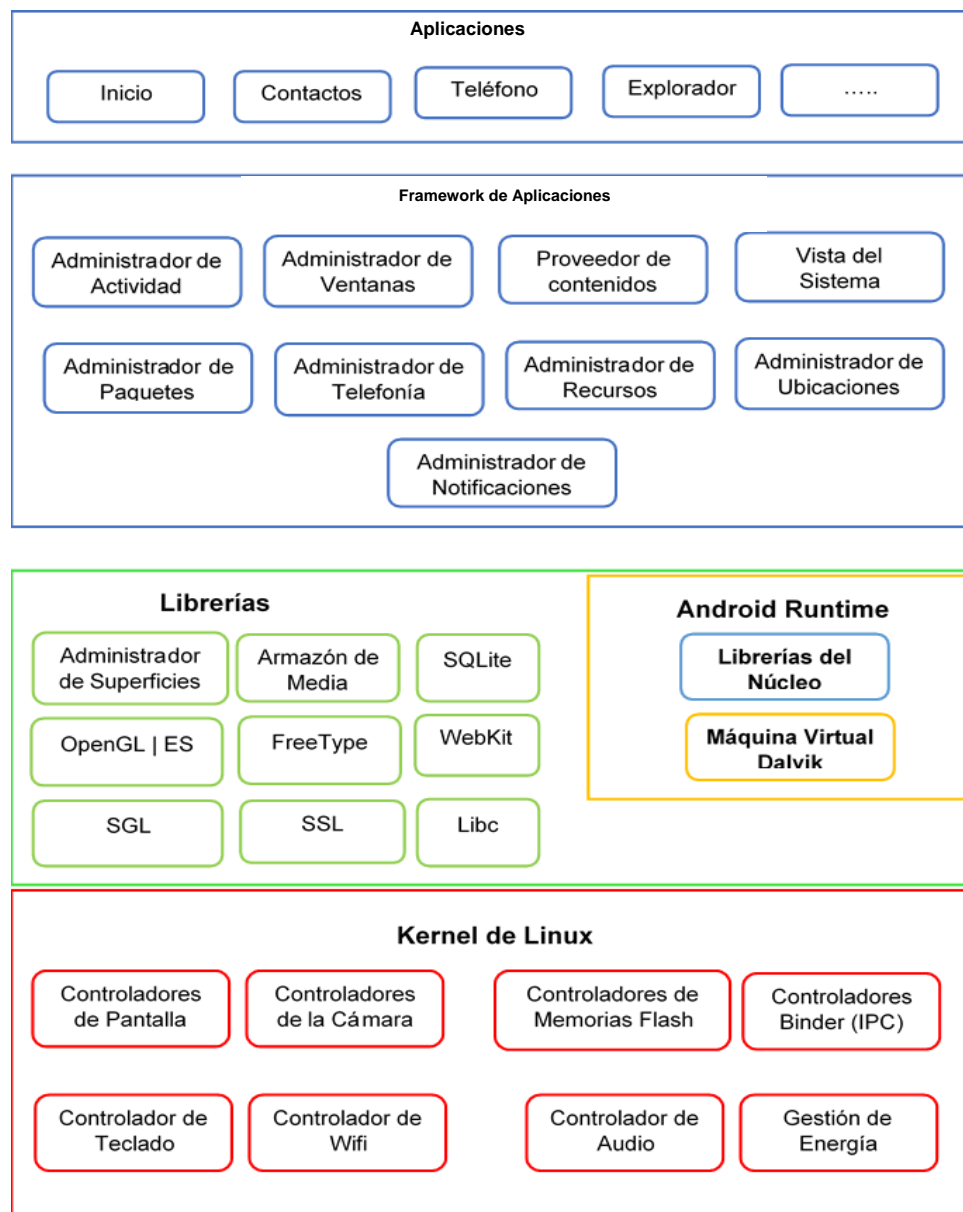 Aplicaciones
Inicio
Contactos
Teléfono
Explorador
…..
Framework de Aplicaciones
Administrador de
Actividad
Administrador de
Ventanas
Proveedor de
contenidos
Vista del
Sistema
Administrador de
Paquetes
Administrador de
Telefonía
Administrador de
Recursos
Administrador de
Ubicaciones
Administrador de
Notificaciones
Librerías
Administrador
de Superficies
Armazón de
Media
SQLite
OpenGL | ES
FreeType
WebKit
SGL
SSL
Libc
Android Runtime
Librerías del
Núcleo
Máquina Virtual
Dalvik
Kernel de Linux
Controladores
de Pantalla
Controladores
de la Cámara
Controladores de
Memorias Flash
Controladores
Binder (IPC)
Controlador de
Teclado
Controlador de
Wifi
Controlador de
Audio
Gestión de
Energía